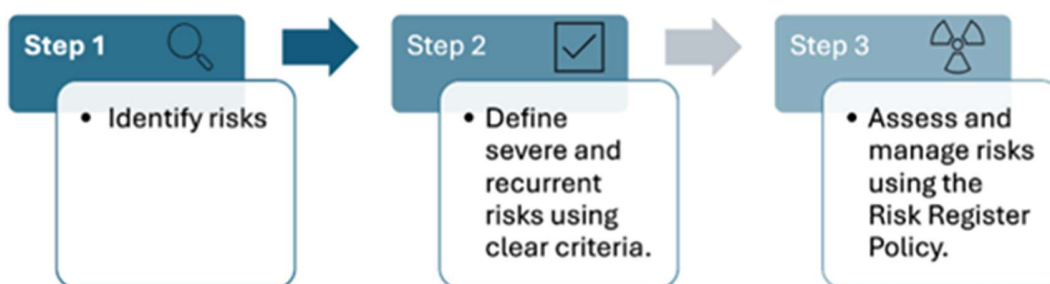 Step 1
• Identify risks
Step 2
• Define
severe and
recurrent
risks using
clear criteria.
Step 3
• Assess and
manage risks
using the
Risk Register
Policy.